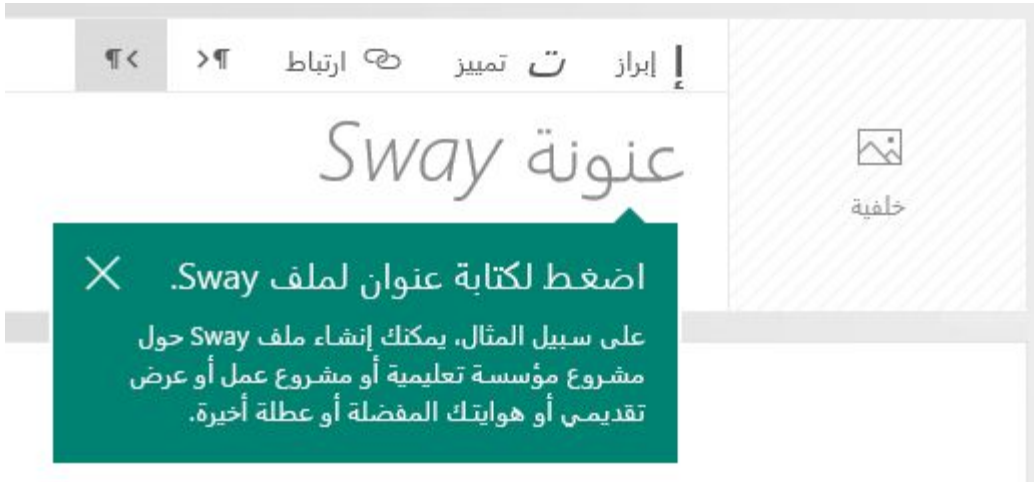 إ إبراز ت تمييز ارتباط >¶ ¶<
عنونة Sway
خلفية
اضغط لكتابة عنوان لملف Sway.
على سبيل المثال، يمكنك إنشاء ملف Sway حول
مشروع مؤسسة تعليمية أو مشروع عمل أو عرض
تقديمي أو هوايتك المفضلة أو عطلة أخيرة.